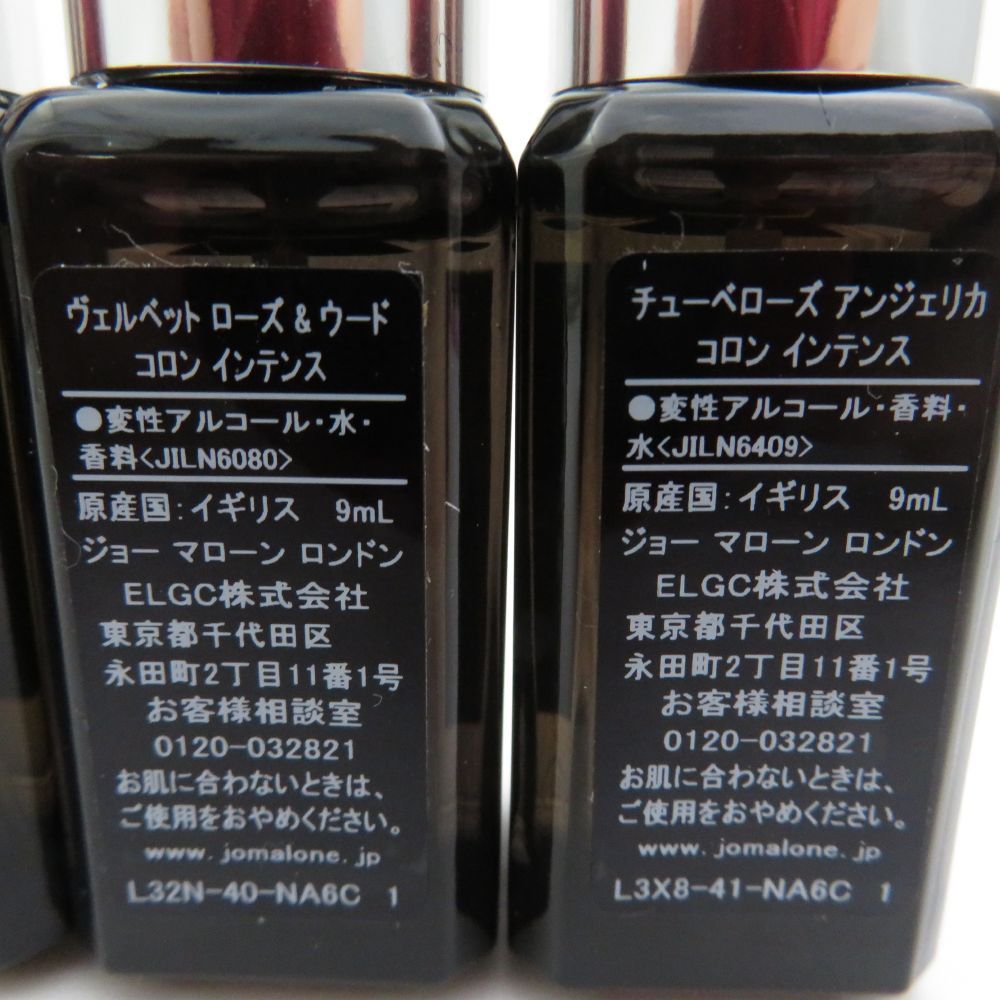 ヴェルベット ローズ & ウード
コロン インテンス
●変性アルコール・水・
香料<JILN6080>
原産国:イギリス 9mL
ジョー マローン ロンドン
ELGC株式会社
東京都千代田区
永田町2丁目11番1号
お客様相談室
0120-032821
お肌に合わないときは、
ご使用をおやめください。
www.jomalone.jp
L32N-40-NA6C 1
チューベローズ アンジェリカ
コロン インテンス
●変性アルコール・香料・
水<JILN6409>
原産国:イギリス 9mL
ジョー マローン ロンドン
ELGC株式会社
東京都千代田区
永田町2丁目11番1号
お客様相談室
0120-032821
お肌に合わないときは、
ご使用をおやめください。
www.jomalone.jp
L3X8-41-NA6C 1